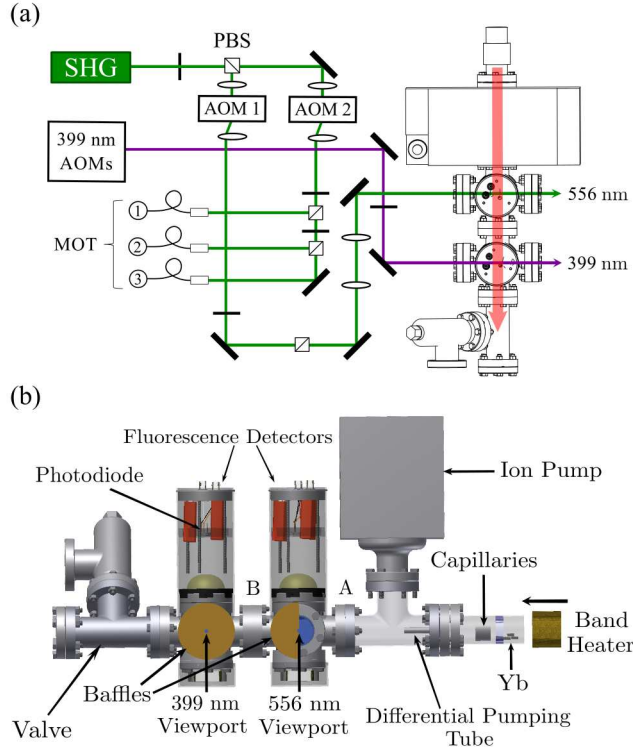 (a)
PBS
SHG
AOM 1
AOM 2
399 nm
AOMs
556 nm
MOT
1
2
3
399 nm
(b)
Fluorescence Detectors
Photodiode
Ion Pump
Capillaries
B
A
Band
Heater
Baffles
Yb
Valve
399 nm
Viewport
556 nm
Viewport
Differential Pumping
Tube